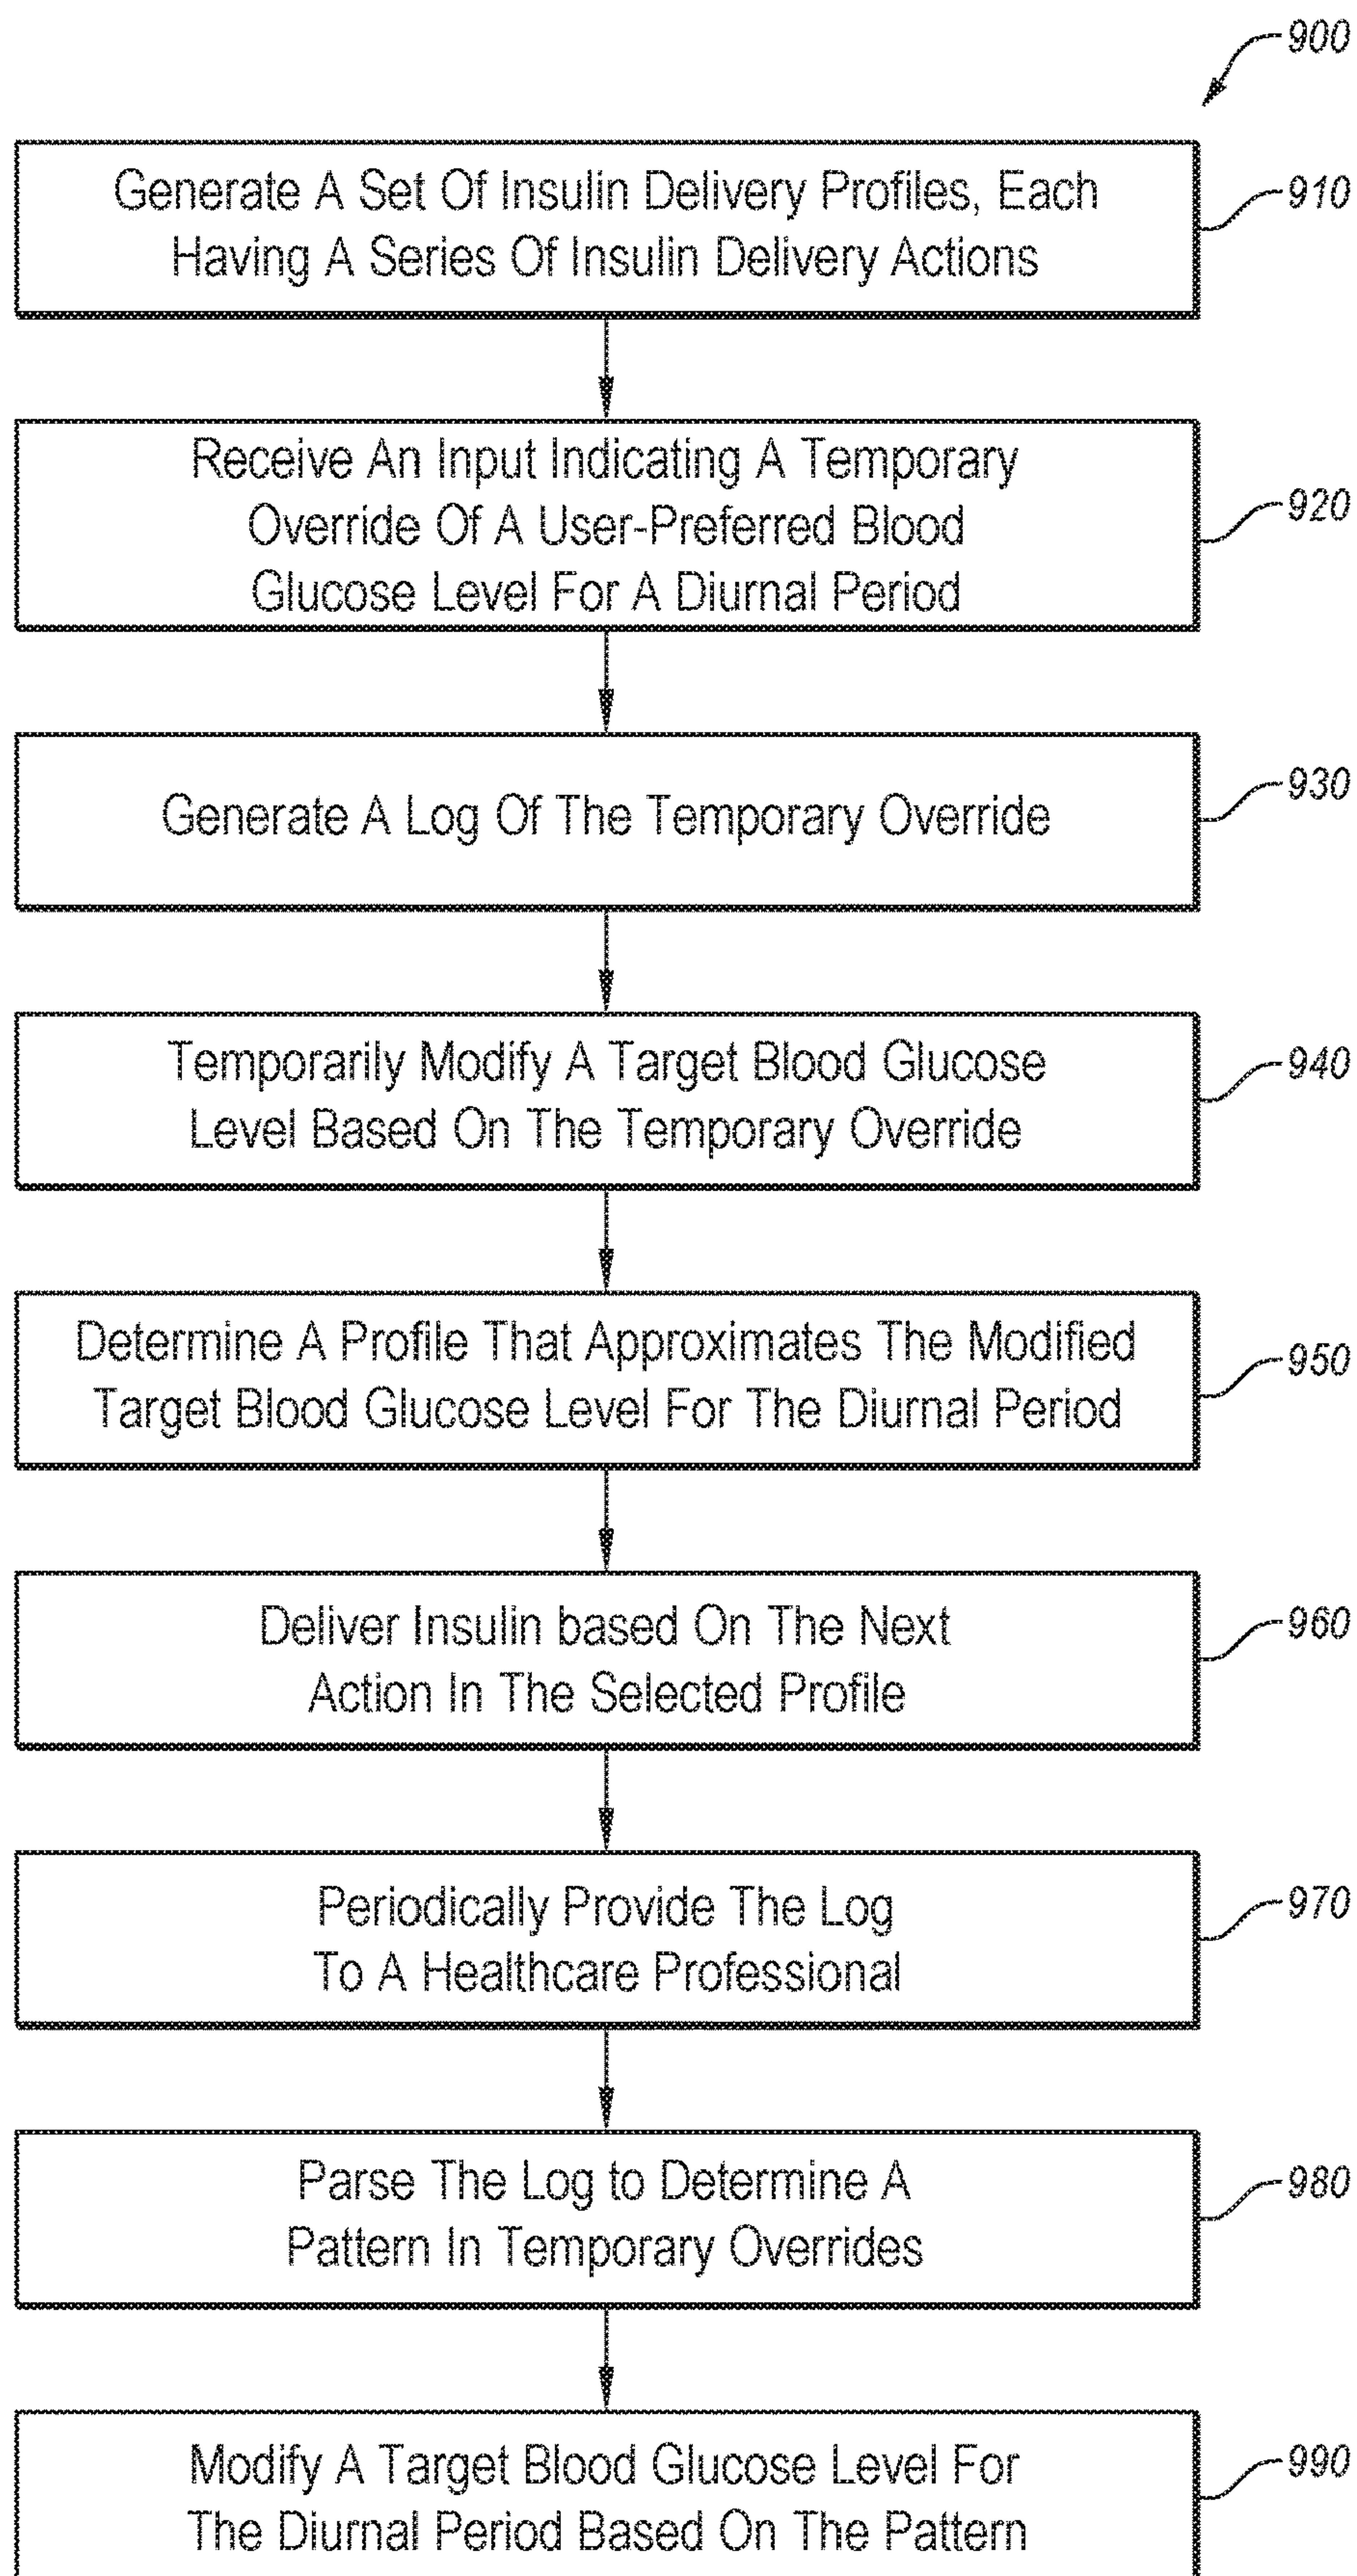 900
Generate A Set Of Insulin Delivery Profiles, Each
Having A Series Of Insulin Delivery Actions
910
Receive An Input Indicating A Temporary
Override Of A User-Preferred Blood
Glucose Level For A Diurnal Period
920
Generate A Log Of The Temporary Override
930
Temporarily Modify A Target Blood Glucose
Level Based On The Temporary Override
940
Determine A Profile That Approximates The Modified
Target Blood Glucose Level For The Diurnal Period
950
Deliver Insulin based On The Next
Action In The Selected Profile
960
Periodically Provide The Log
To A Healthcare Professional
970
Parse The Log to Determine A
Pattern In Temporary Overrides
980
Modify A Target Blood Glucose Level For
The Diurnal Period Based On The Pattern
990